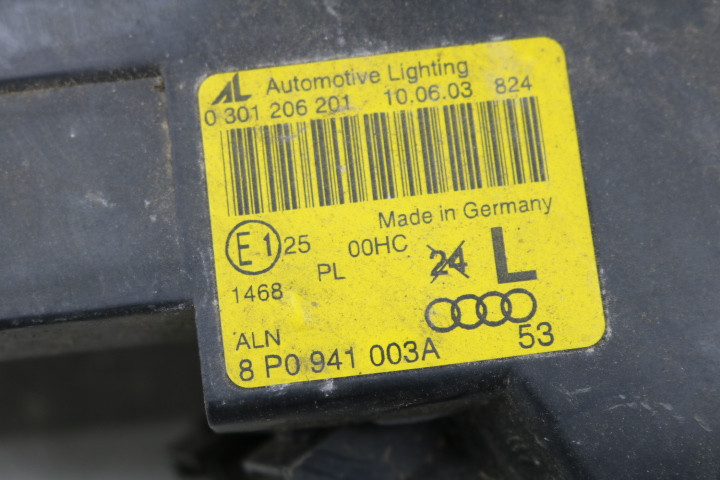 AL Automotive Lighting
0 301 206 201 10.06.03 824
Made in Germany
E1 25 00HC 24 L
PL
1468
ALN 53
8 P0 941 003A